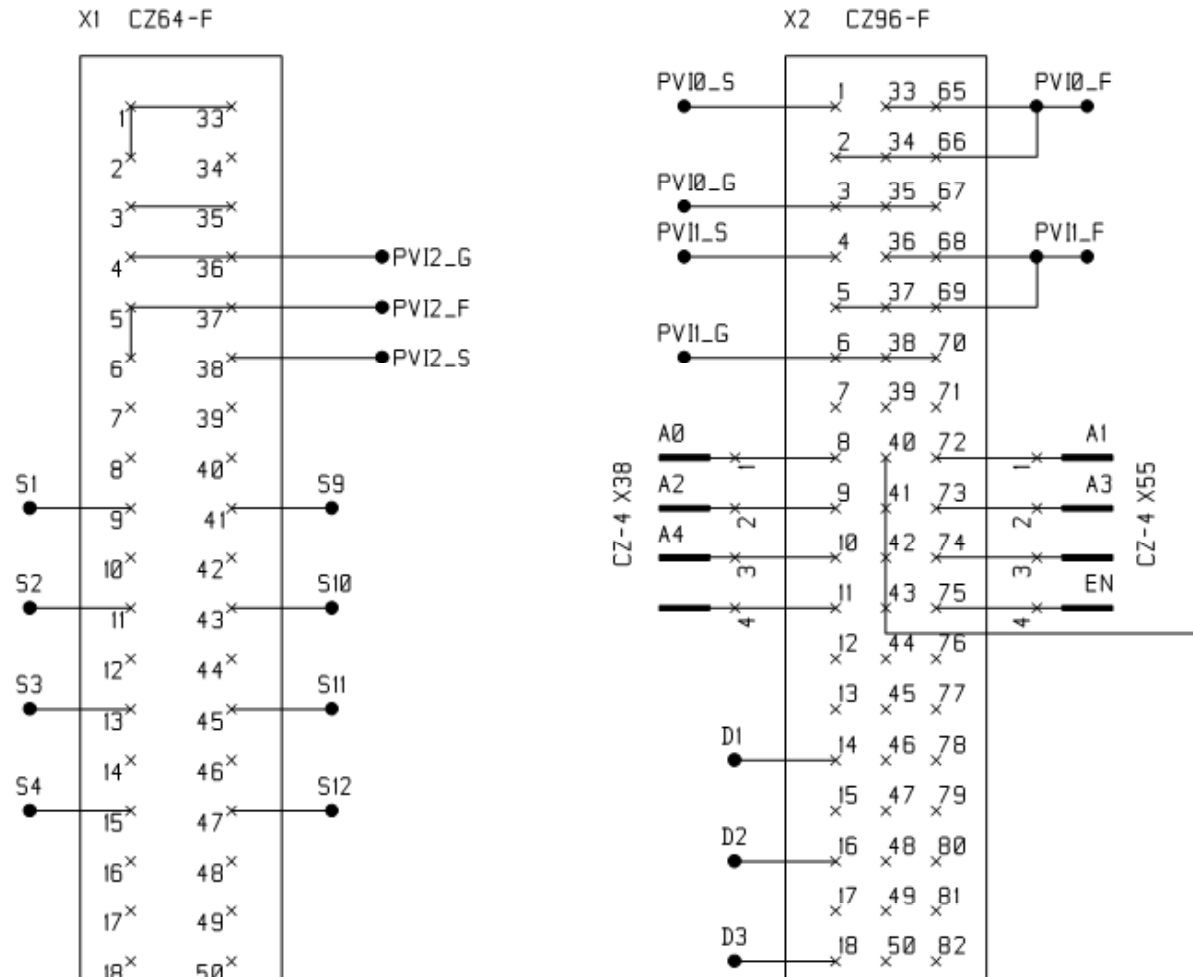 X1 CZ64-F
1 33
2 34
3 35
4 36 PVI2_G
5 37 PVI2_F
6 38 PVI2_S
7 39
8 40
S1 9 41 S9
10 42
S2 11 43 S10
12 44
S3 13 45 S11
14 46
S4 15 47 S12
16 48
17 49
18 50
X2 CZ96-F
PVI0_S 1 33 65 PVI0_F
2 34 66
PVI0_G 3 35 67
PVI1_S 4 36 68 PVI1_F
5 37 69
PVI1_G 6 38 70
7 39 71
A0 1 8 40 72 1 A1
A2 2 9 41 73 2 A3
A4 3 10 42 74 3
4 11 43 75 4 EN
CZ-4 X38
CZ-4 X55
12 44 76
13 45 77
D1 14 46 78
15 47 79
D2 16 48 80
17 49 81
D3 18 50 82